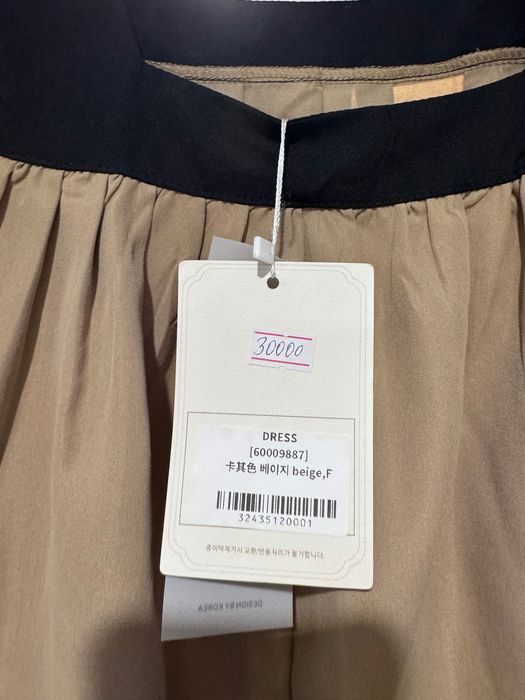 30000
DRESS
[60009887]
卡其色 베이지 beige,F
32435120001
종이택제거시 교환/반품처리가 불가합니다.
DESIGN BY KOREA